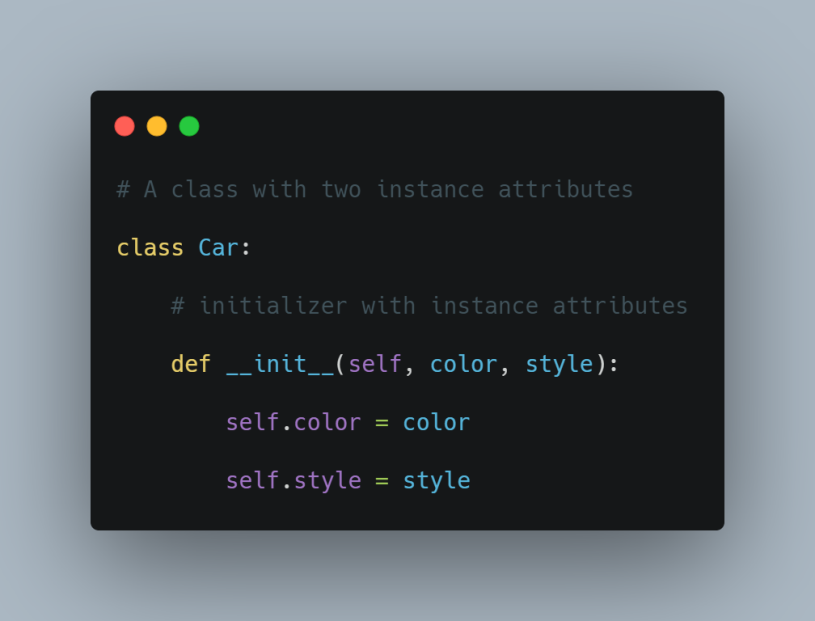 # A class with two instance attributes
class Car:
    # initializer with instance attributes
    def __init__(self, color, style):
        self.color = color
        self.style = style